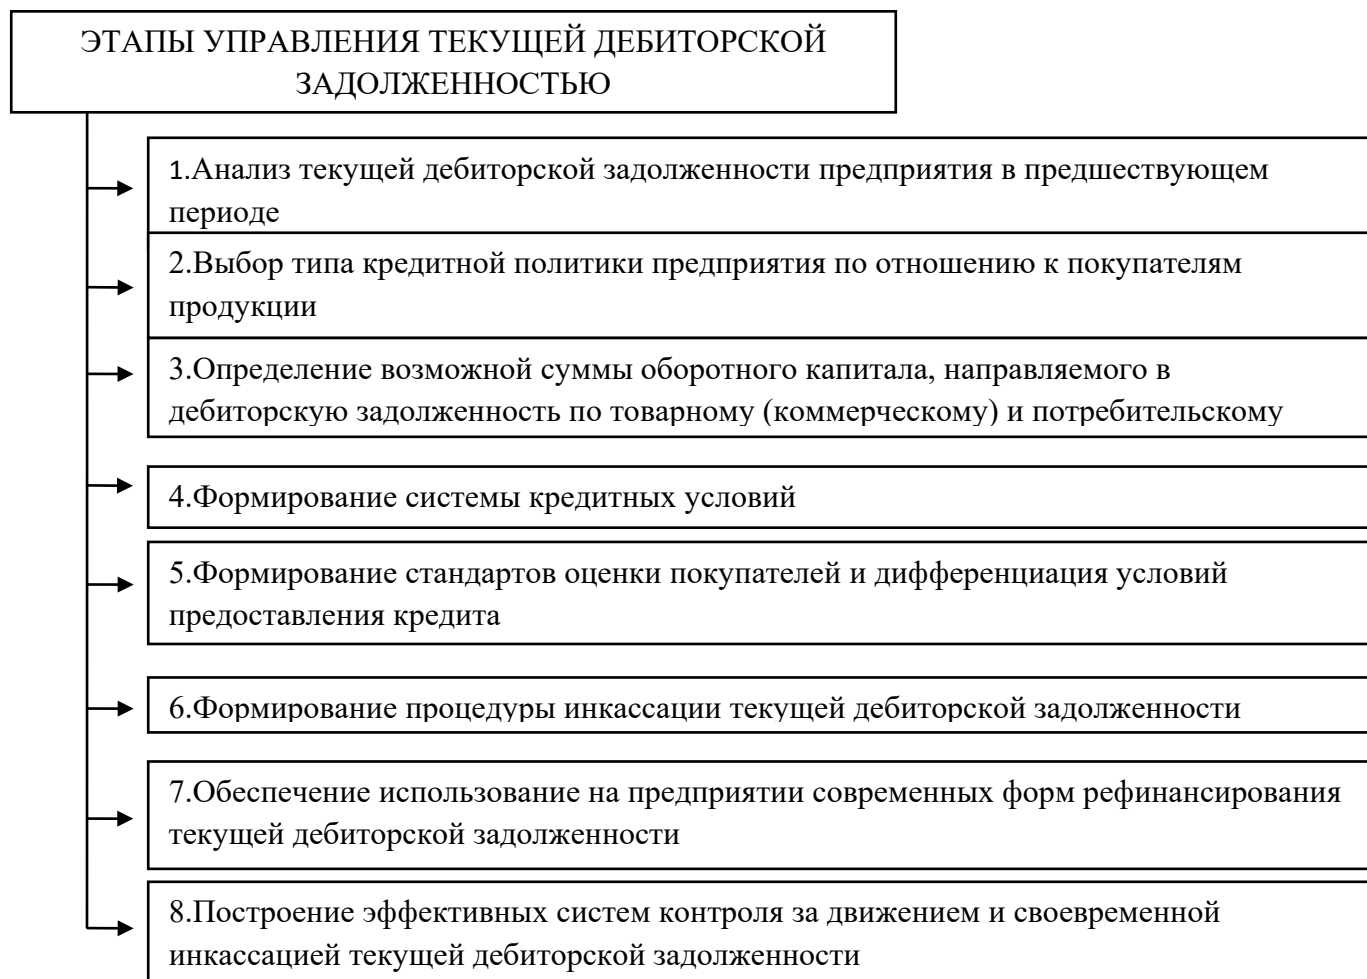 ЭТАПЫ УПРАВЛЕНИЯ ТЕКУЩЕЙ ДЕБИТОРСКОЙ
ЗАДОЛЖЕННОСТЬЮ
1.Анализ текущей дебиторской задолженности предприятия в предшествующем
периоде
2.Выбор типа кредитной политики предприятия по отношению к покупателям
продукции
3.Определение возможной суммы оборотного капитала, направляемого в
дебиторскую задолженность по товарному (коммерческому) и потребительскому
4.Формирование системы кредитных условий
5.Формирование стандартов оценки покупателей и дифференциация условий
предоставления кредита
6.Формирование процедуры инкассации текущей дебиторской задолженности
7.Обеспечение использование на предприятии современных форм рефинансирования
текущей дебиторской задолженности
8.Построение эффективных систем контроля за движением и своевременной
инкассацией текущей дебиторской задолженности